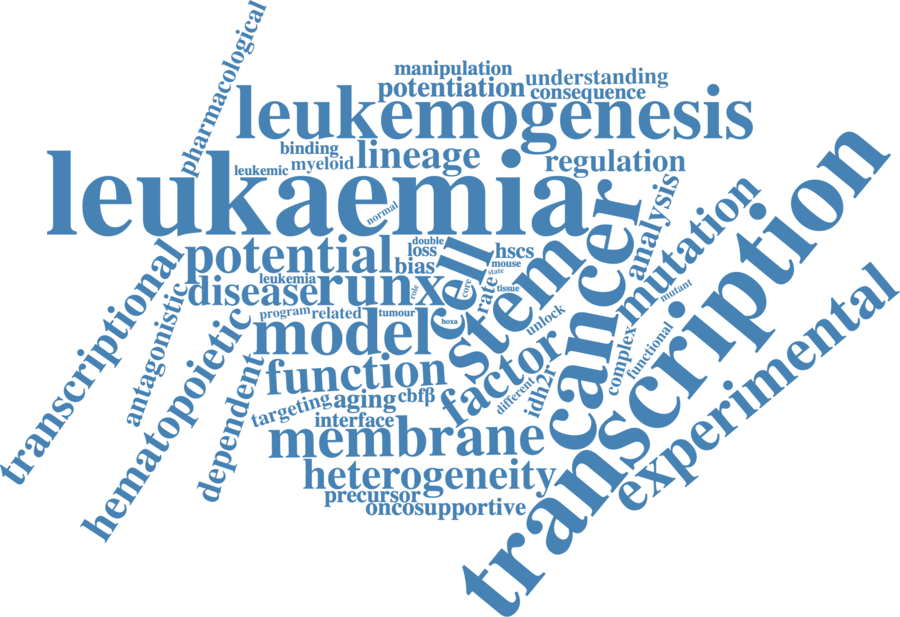 pharmacological
manipulation
understanding
potentiation
consequence
leukemogenesis
binding
lineage
myeloid
regulation
leukemic
leukaemia
normal
analysis
mutation
transcription
cancer
double
loss
hscs
potential
bias
cell
stem
mouse
state
leukemia
core
rate
tissue
disease
runx
role
mutant
program
related
tumour
hoxa
unlock
transcriptional
antagonistic
hematopoietic
model
factor
complex
functional
experimental
function
dependent
different
idh2r
targeting
aging
cbfβ
interface
membrane
heterogeneity
precursor
oncosupportive